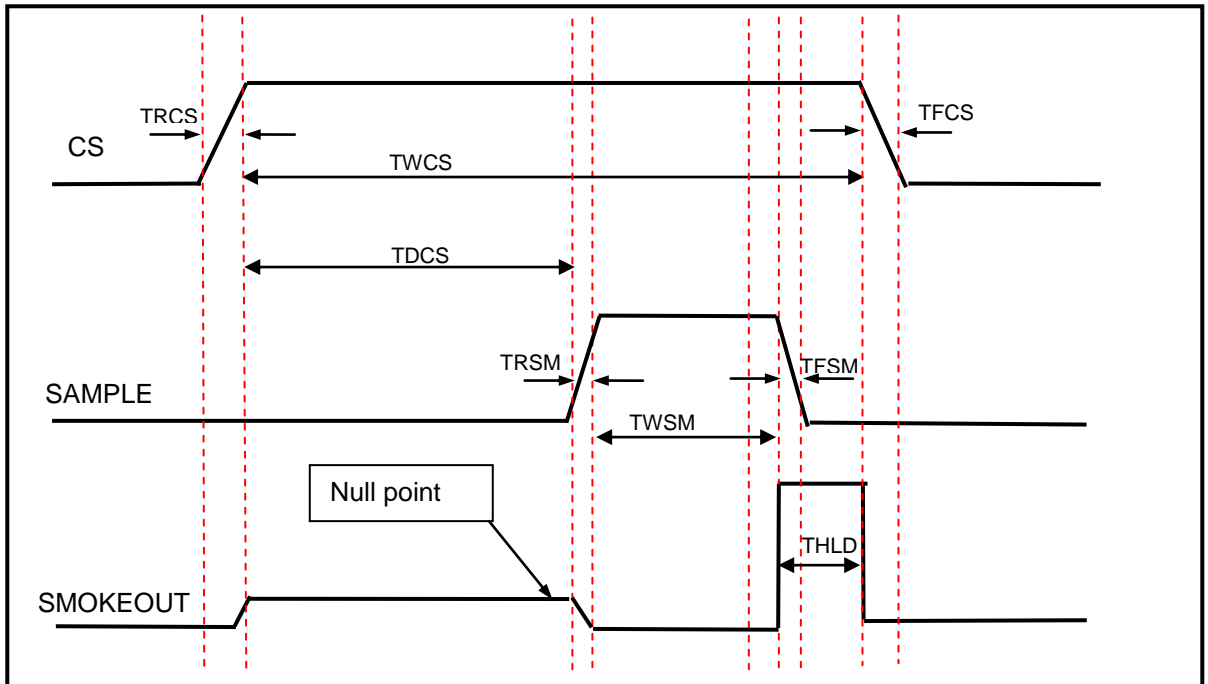 TRCS
TFCS
CS
TWCS
TDCS
TRSM
TFSM
SAMPLE
TWSM
Null point
THLD
SMOKEOUT